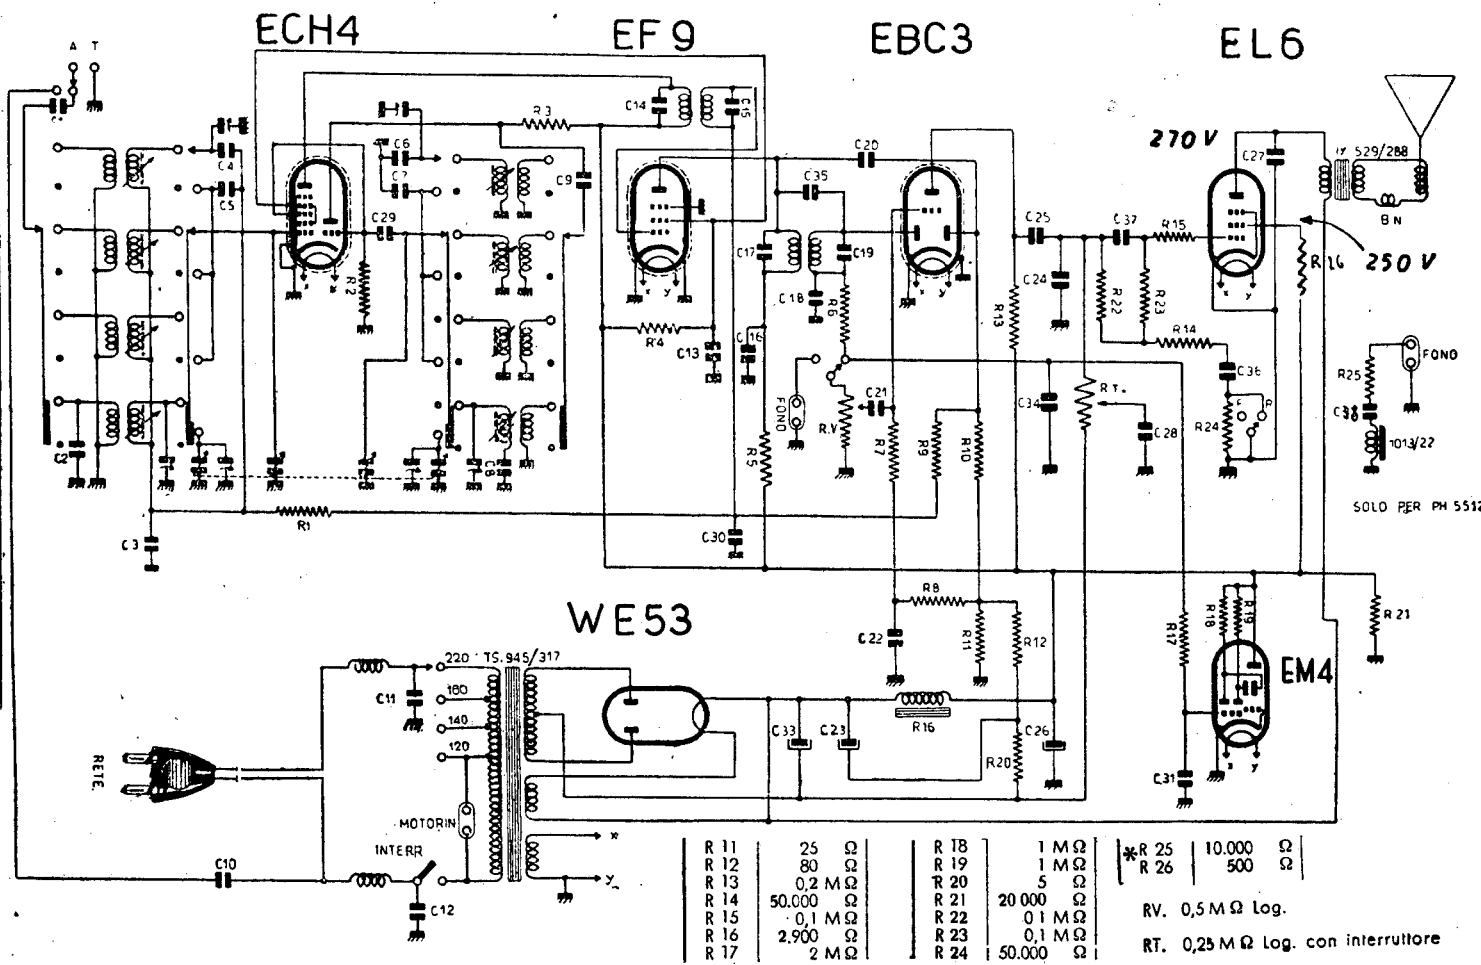 ECH4
EF9
EBC3
EL6
A T
C4
C5
C6
C7
C9
C29
R2
R3
C14
C15
C20
C35
C17
C19
C18
R6
270 V
C27
529/288
B N
C25
C37
R15
C24
R22
R23
R13
R 26
250 V
R14
R4
C13
C16
FONO
R.V
C21
C34
RT.
C28
C36
R24
F R
R25
FONO
C38
1013/22
C2
C8
R5
R7
R9
R10
SOLO PER PH 5512
R1
C3
C30
WE53
R8
C22
R11
R12
R17
R18
R19
R 21
EM4
220 TS.945/317
160
140
120
C11
RETE.
MOTORIN
INTERR
C10
C12
C33
C23
R16
C26
R20
C31
x y
x
y
R 11 25 Ω
R 12 80 Ω
R 13 0,2 MΩ
R 14 50.000 Ω
R 15 0,1 MΩ
R 16 2.900 Ω
R 17 2 MΩ
R 18 1 MΩ
R 19 1 MΩ
R 20 5 Ω
R 21 20 000 Ω
R 22 0 1 MΩ
R 23 0,1 MΩ
R 24 50.000 Ω
*R 25 10.000 Ω
R 26 500 Ω
RV. 0,5 MΩ Log.
RT. 0,25 MΩ Log. con interruttore